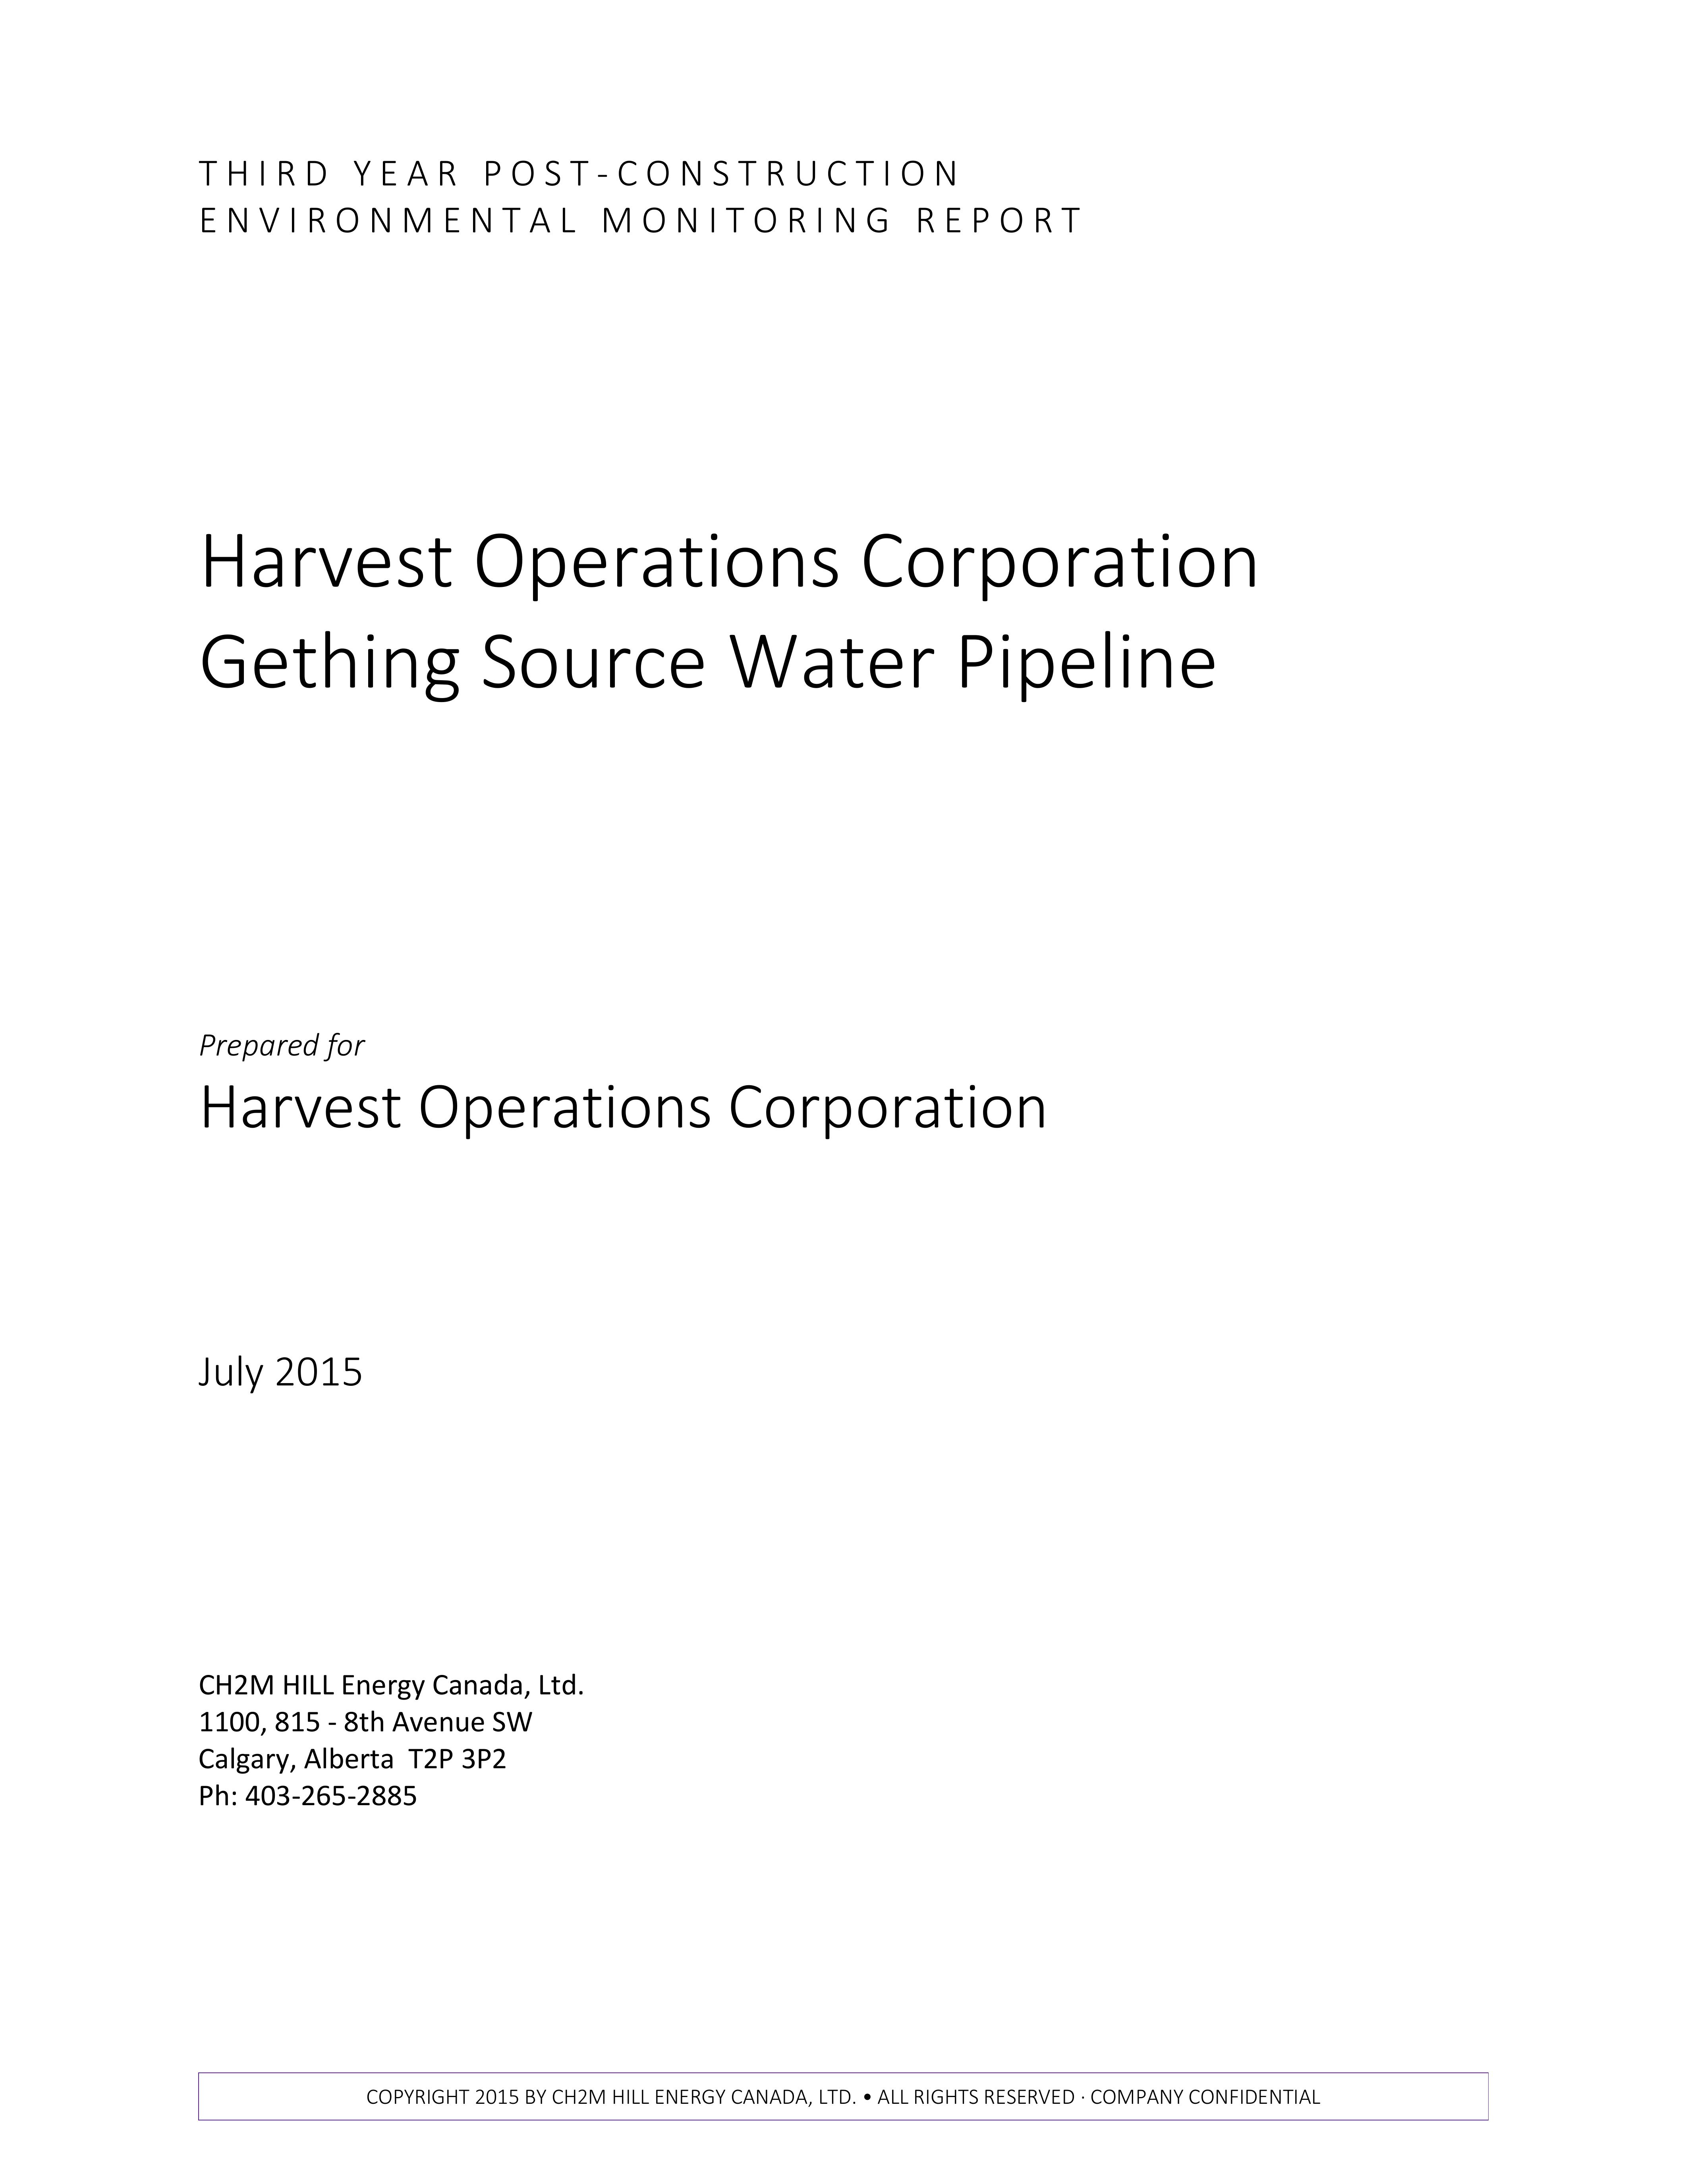 THIRD YEAR POST-CONSTRUCTION
ENVIRONMENTAL MONITORING REPORT
Harvest Operations Corporation
Gething Source Water Pipeline
Prepared for
Harvest Operations Corporation
July 2015
CH2M HILL Energy Canada, Ltd.
1100, 815 - 8th Avenue SW
Calgary, Alberta  T2P 3P2
Ph: 403-265-2885
COPYRIGHT 2015 BY CH2M HILL ENERGY CANADA, LTD. • ALL RIGHTS RESERVED · COMPANY CONFIDENTIAL